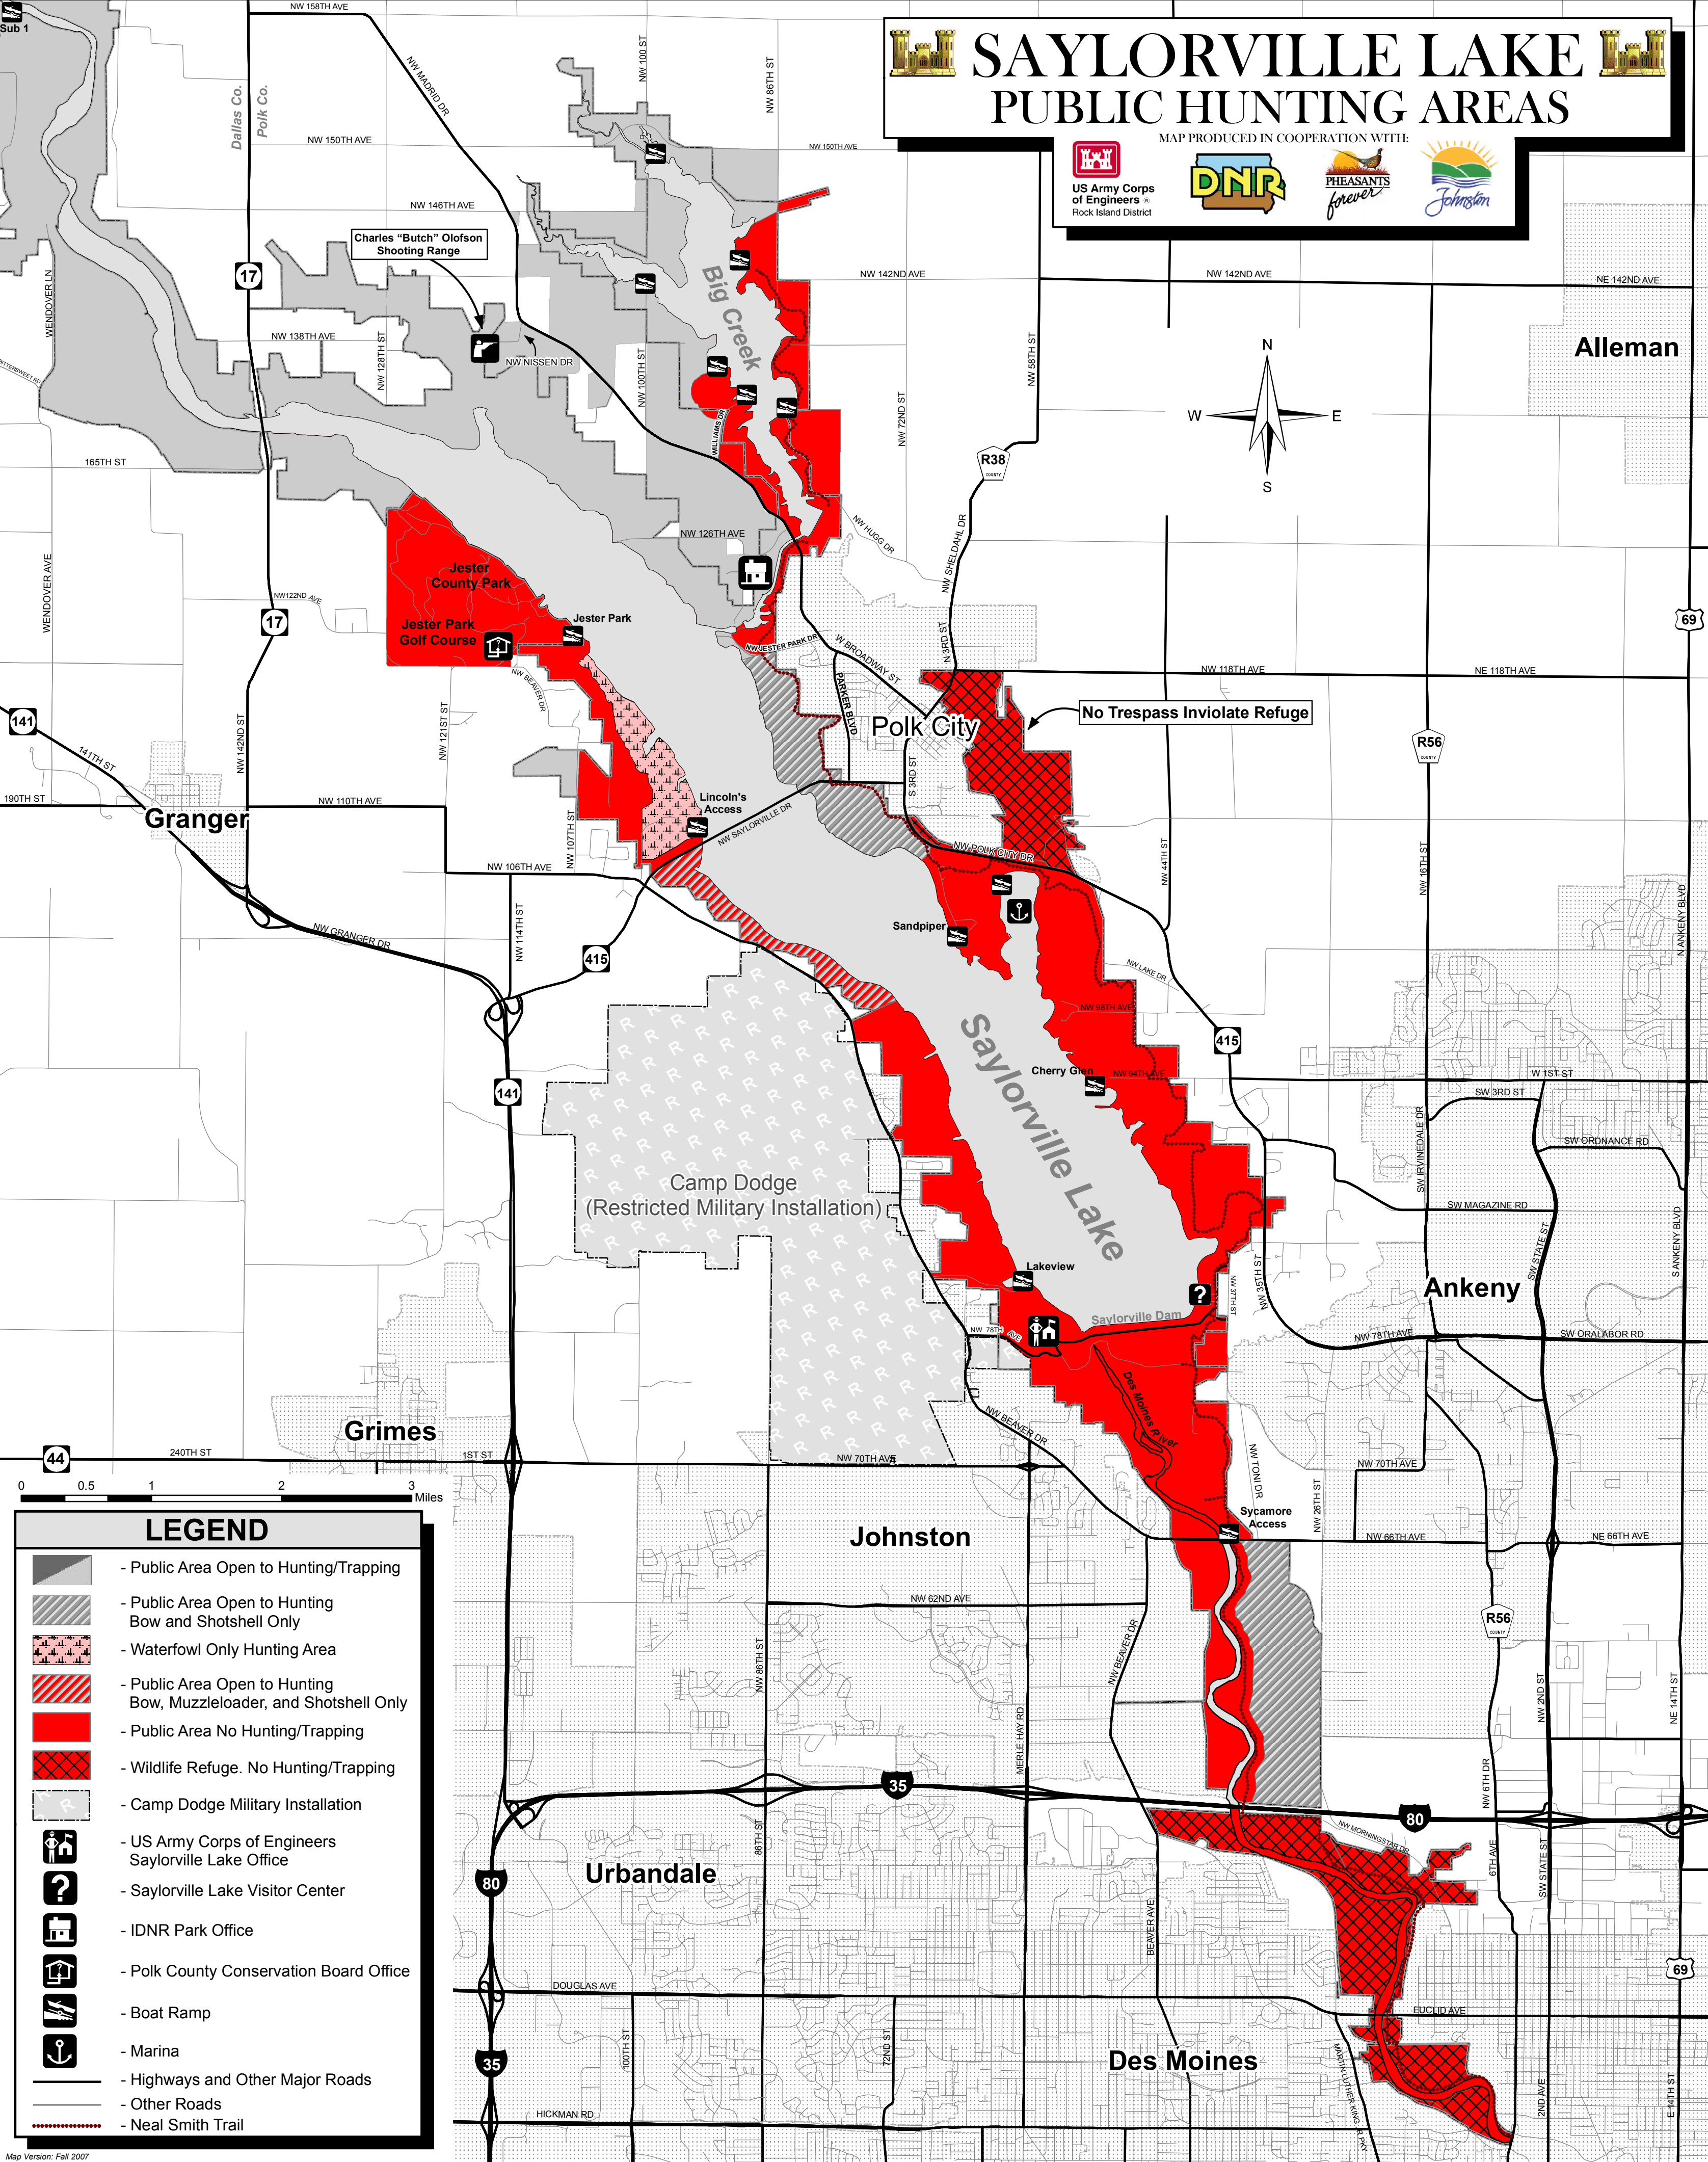 SAYLORVILLE LAKE
PUBLIC HUNTING AREAS
MAP PRODUCED IN COOPERATION WITH:
US Army Corps
of Engineers ®
Rock Island District
DNR
PHEASANTS
forever
Johnston
Sub 1
NW 158TH AVE
NW MADRID DR
NW 100 ST
NW 86TH ST
Dallas Co.
Polk Co.
NW 150TH AVE
NW 150TH AVE
NW 146TH AVE
Charles “Butch” Olofson
Shooting Range
17
WENDOVER LN
NW 142ND AVE
NW 142ND AVE
NE 142ND AVE
Big Creek
NW 138TH AVE
NW 128TH ST
NW NISSEN DR
NW 100TH ST
NW 58TH ST
Alleman
N
W
E
S
BITTERSWEET RD
WILLIAMS DR
NW 72ND ST
165TH ST
R38
COUNTY
NW HUGG DR
NW SHELDAHL DR
NW 126TH AVE
WENDOVER AVE
Jester
County Park
NW122ND AVE
17
69
Jester Park
Golf Course
Jester Park
NW JESTER PARK DR
W BROADWAY ST
N 3RD ST
NW 118TH AVE
NE 118TH AVE
NW BEAVER DR
PARKER BLVD
No Trespass Inviolate Refuge
141
141TH ST
NW 142ND ST
NW 121ST ST
Polk City
R56
COUNTY
S 3RD ST
190TH ST
NW 110TH AVE
Granger
Lincoln's
Access
NW SAYLORVILLE DR
NW 107TH ST
NW 106TH AVE
NW POLK CITY DR
NW 44TH ST
NW 16TH ST
N ANKENY BLVD
NW GRANGER DR
NW 114TH ST
415
Sandpiper
NW LAKE DR
NW 98TH AVE
415
Saylorville Lake
141
Cherry Glen
NW 94TH AVE
W 1ST ST
SW 3RD ST
SW IRVINEDALE DR
SW ORDNANCE RD
Camp Dodge
(Restricted Military Installation)
SW MAGAZINE RD
SW STATE ST
S ANKENY BLVD
Lakeview
NW 37TH ST
NW 35TH ST
Ankeny
Saylorville Dam
NW 78TH
AVE
NW 78TH AVE
SW ORALABOR RD
Des Moines River
NW BEAVER DR
Grimes
44
240TH ST
1ST ST
NW 70TH AVE
NW 70TH AVE
NW TONI DR
NW 26TH ST
Sycamore
Access
Johnston
NW 66TH AVE
NE 66TH AVE
NW 62ND AVE
R56
COUNTY
NW BEAVER DR
NW 86TH ST
MERLE HAY RD
NW 2ND ST
NE 14TH ST
NW 6TH DR
35
80
NW MORNINGSTAR DR
86TH ST
Urbandale
80
6TH AVE
SW STATE ST
BEAVER AVE
69
DOUGLAS AVE
EUCLID AVE
35
100TH ST
72ND ST
Des Moines
MARTIN LUTHER KING JR PKY
2ND AVE
E 14TH ST
HICKMAN RD
0 0.5 1 2 3
Miles
LEGEND
- Public Area Open to Hunting/Trapping
- Public Area Open to Hunting
Bow and Shotshell Only
- Waterfowl Only Hunting Area
- Public Area Open to Hunting
Bow, Muzzleloader, and Shotshell Only
- Public Area No Hunting/Trapping
- Wildlife Refuge. No Hunting/Trapping
- Camp Dodge Military Installation
- US Army Corps of Engineers
Saylorville Lake Office
- Saylorville Lake Visitor Center
- IDNR Park Office
- Polk County Conservation Board Office
- Boat Ramp
- Marina
- Highways and Other Major Roads
- Other Roads
- Neal Smith Trail
Map Version: Fall 2007